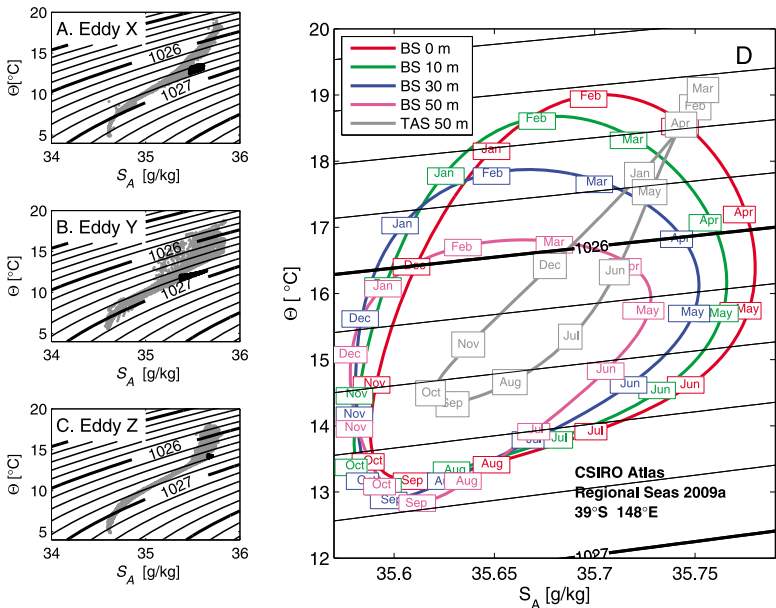 A. Eddy X
20
15
10
5
Θ[°C]
1026
1027
34
35
36
S_A [g/kg]
B. Eddy Y
20
15
10
5
Θ [°C]
1026
1027
34
35
36
S_A [g/kg]
C. Eddy Z
20
15
10
5
Θ [°C]
1026
1027
34
35
36
S_A [g/kg]
D
BS 0 m
BS 10 m
BS 30 m
BS 50 m
TAS 50 m
20
19
18
17
16
15
14
13
12
Θ [ °C]
Mar
Feb
Feb
Feb
Apr
Mar
Jan
Jan
Feb
Mar
Jan
May
Jan
Apr
Apr
Apr
Feb
Mar
1026
Dec
Dec
Jun
Jan
Dec
May
May
May
May
Dec
Nov
Jul
Nov
Nov
Oct
Sep
Aug
Jun
Jun
Jun
Jun
Nov
Nov
Jul
Jul
Jul
Jul
Oct
Oct
Oct
Sep
Aug
Aug
Aug
Sep
Sep
CSIRO Atlas
Regional Seas 2009a
39°S 148°E
1027
35.6
35.65
35.7
35.75
S_A [g/kg]